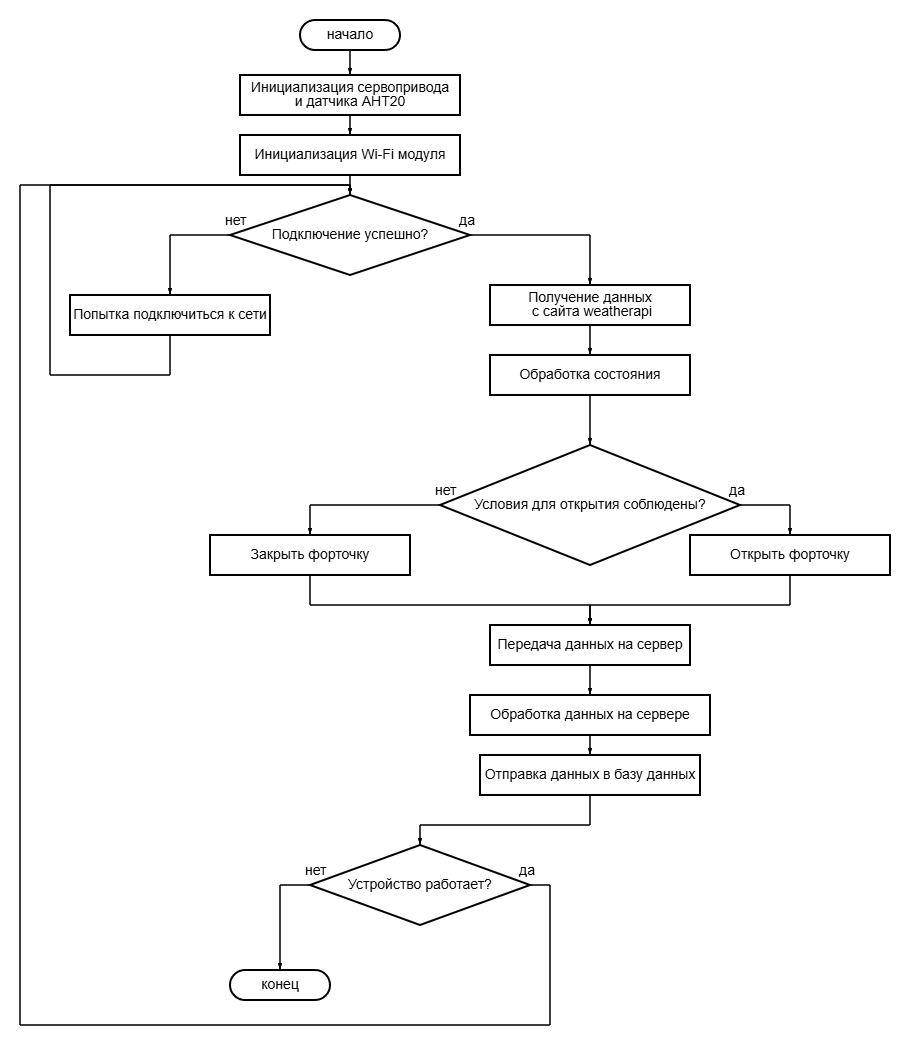 начало
Инициализация сервопривода
и датчика AHT20
Инициализация Wi-Fi модуля
нет
да
Подключение успешно?
Попытка подключиться к сети
Получение данных
с сайта weatherapi
Обработка состояния
нет
да
Условия для открытия соблюдены?
Закрыть форточку
Открыть форточку
Передача данных на сервер
Обработка данных на сервере
Отправка данных в базу данных
нет
да
Устройство работает?
конец